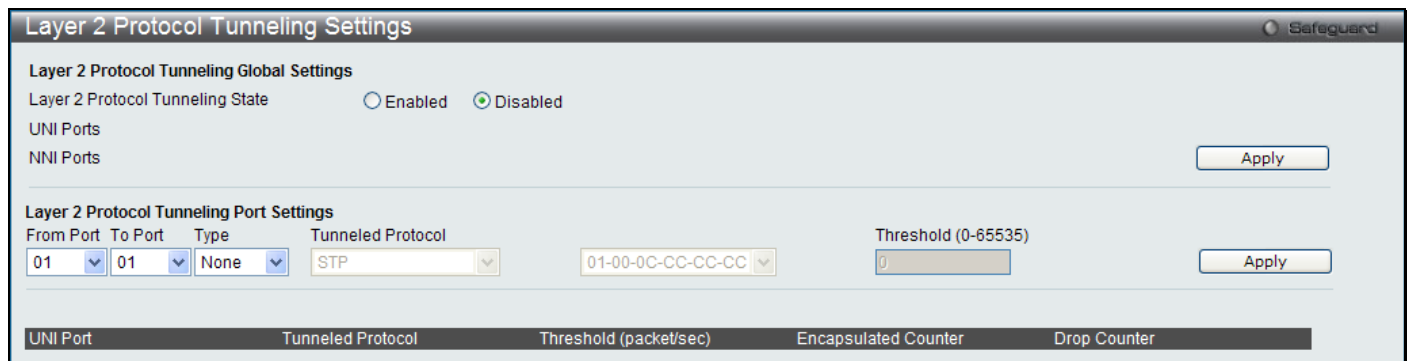 Layer 2 Protocol Tunneling Settings
Safeguard
Layer 2 Protocol Tunneling Global Settings
Layer 2 Protocol Tunneling State Enabled Disabled
UNI Ports
NNI Ports Apply
Layer 2 Protocol Tunneling Port Settings
From Port To Port Type Tunneled Protocol Threshold (0-65535)
01 01 None STP 01-00-0C-CC-CC-CC 0 Apply
UNI Port Tunneled Protocol Threshold (packet/sec) Encapsulated Counter Drop Counter